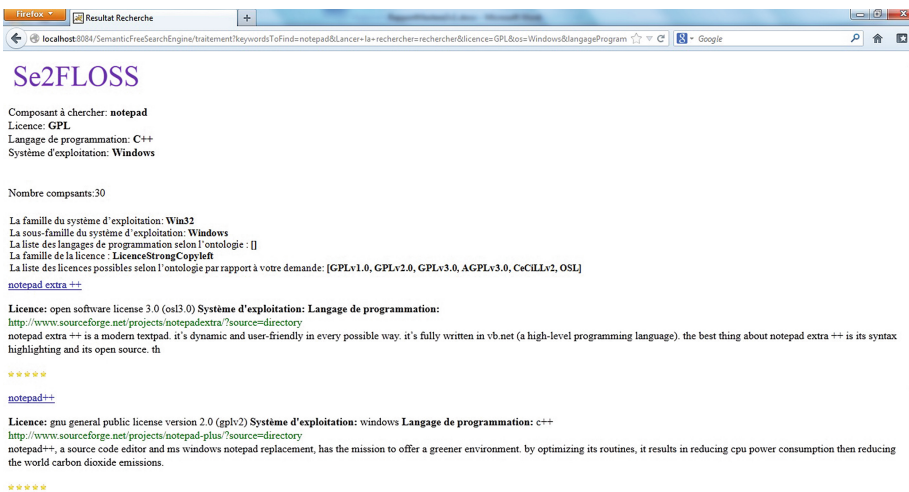 Firefox
Resultat Recherche
+
localhost:8084/SemanticFreeSearchEngine/traitement?keywordsToFind=notepad&Lancer+la+rechercher=rechercher&licence=GPL&os=Windows&langageProgram
Google
Se2FLOSS
Composant à chercher: notepad
Licence: GPL
Langage de programmation: C++
Système d'exploitation: Windows
Nombre compsants:30
La famille du système d'exploitation: Win32
La sous-famille du système d'exploitation: Windows
La liste des langages de programmation selon l'ontologie : []
La famille de la licence : LicenceStrongCopyleft
La liste des licences possibles selon l'ontologie par rapport à votre demande: [GPLv1.0, GPLv2.0, GPLv3.0, AGPLv3.0, CeCiLLv2, OSL]
notepad extra ++
Licence: open software license 3.0 (osl3.0) Système d'exploitation: Langage de programmation:
http://www.sourceforge.net/projects/notepadextra/?source=directory
notepad extra ++ is a modern textpad. it's dynamic and user-friendly in every possible way. it's fully written in vb.net (a high-level programming language). the best thing about notepad extra ++ is its syntax
highlighting and its open source. th
notepad++
Licence: gnu general public license version 2.0 (gplv2) Système d'exploitation: windows Langage de programmation: c++
http://www.sourceforge.net/projects/notepad-plus/?source=directory
notepad++, a source code editor and ms windows notepad replacement, has the mission to offer a greener environment. by optimizing its routines, it results in reducing cpu power consumption then reducing
the world carbon dioxide emissions.